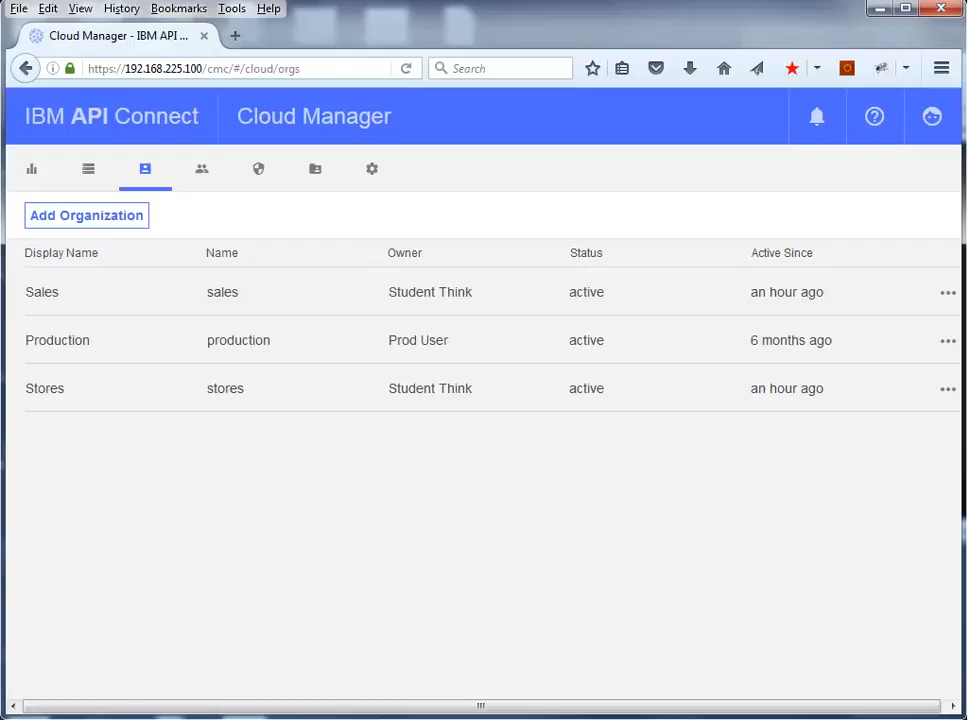 File Edit View History Bookmarks Tools Help
Cloud Manager - IBM API ...
https://192.168.225.100/cmc/#/cloud/orgs Search
IBM API Connect Cloud Manager
Add Organization
Display Name Name Owner Status Active Since
Sales sales Student Think active an hour ago
Production production Prod User active 6 months ago
Stores stores Student Think active an hour ago